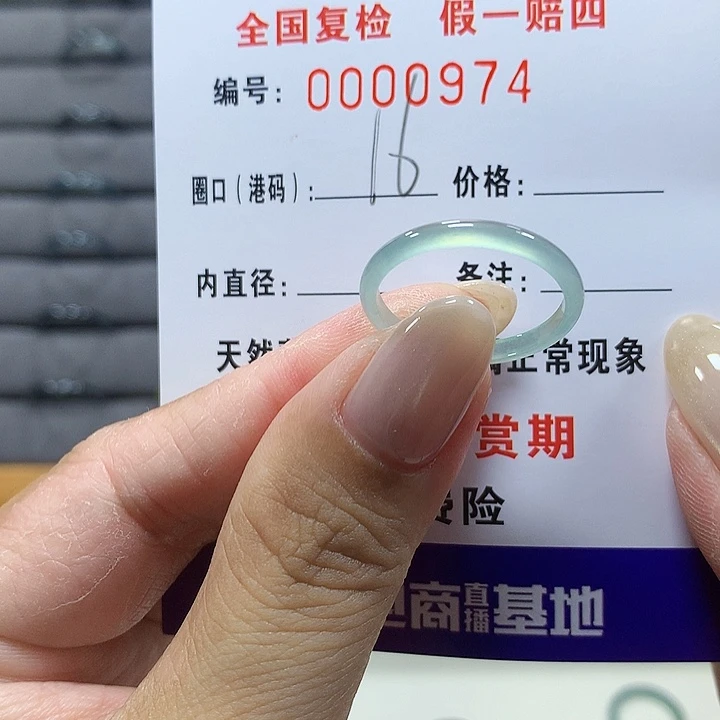 全国复检 假一赔四
编号: 0000974
圈口(港码): 16 价格:
内直径: 备注:
天然 正常现象
赏期
险
商直播基地